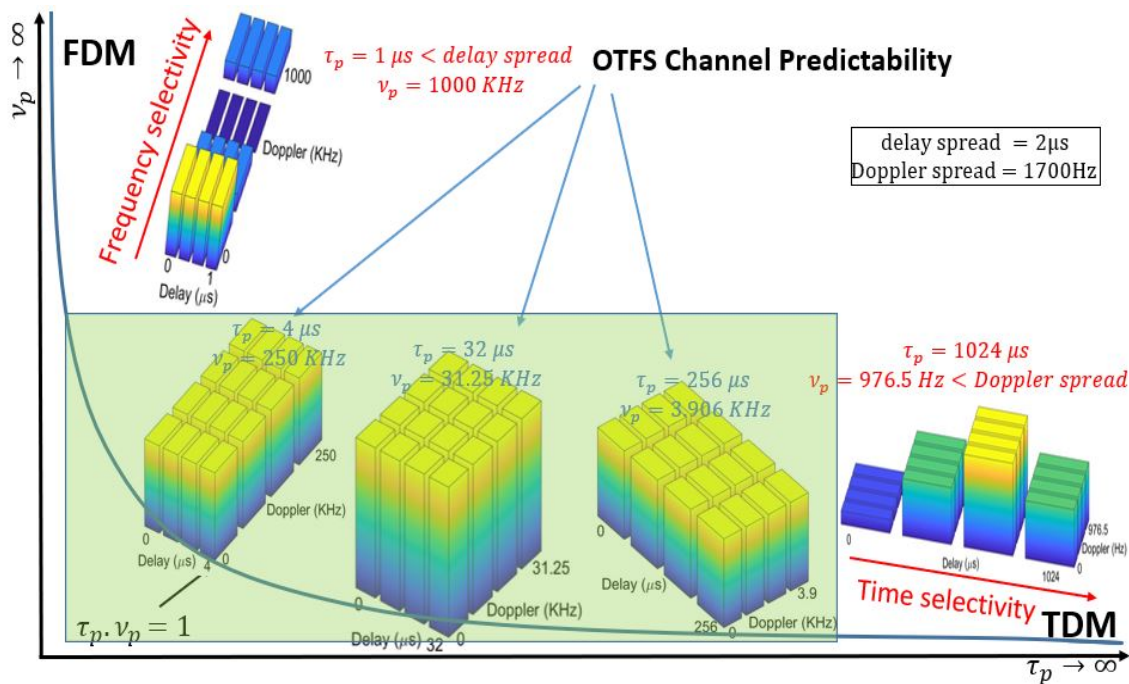 FDM
ν_p → ∞
Frequency selectivity
1000
Doppler (KHz)
0
0
1
Delay (μs)
τ_p = 1 μs < delay spread
ν_p = 1000 KHz
OTFS Channel Predictability
delay spread = 2μs
Doppler spread = 1700Hz
τ_p = 4 μs
ν_p = 250 KHz
250
Doppler (KHz)
0
Delay (μs)
4
0
τ_p. ν_p = 1
τ_p = 32 μs
ν_p = 31.25 KHz
31.25
Doppler (KHz)
0
Delay (μs)
32
0
τ_p = 256 μs
ν_p = 3.906 KHz
0
Delay (μs)
3.9
Doppler (KHz)
256
0
τ_p = 1024 μs
ν_p = 976.5 Hz < Doppler spread
976.5
Doppler (Hz)
0
0
Delay (μs)
1024
Time selectivity
TDM
τ_p → ∞